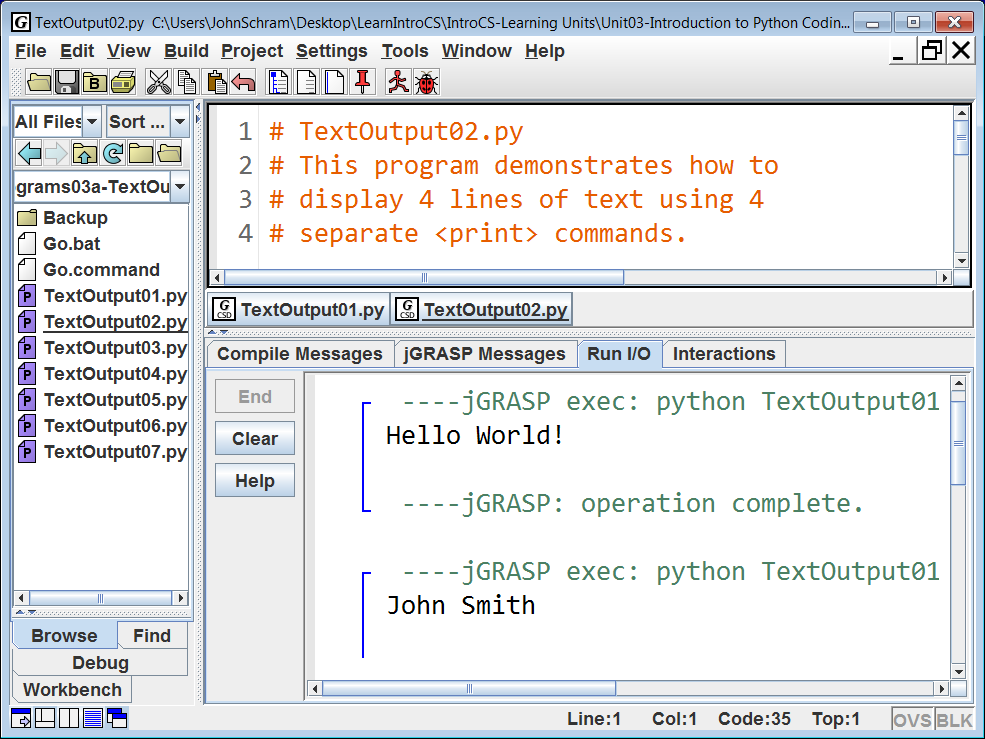 TextOutput02.py C:\Users\JohnSchram\Desktop\LearnIntroCS\IntroCS-Learning Units\Unit03-Introduction to Python Codin...
File Edit View Build Project Settings Tools Window Help
B
All Files Sort ...
grams03a-TextOu
Backup
Go.bat
Go.command
P TextOutput01.py
P TextOutput02.py
P TextOutput03.py
P TextOutput04.py
P TextOutput05.py
P TextOutput06.py
P TextOutput07.py
Browse Find
Debug
Workbench
1 # TextOutput02.py
2 # This program demonstrates how to
3 # display 4 lines of text using 4
4 # separate <print> commands.
G CSD TextOutput01.py G CSD TextOutput02.py
Compile Messages jGRASP Messages Run I/O Interactions
End
Clear
Help
----jGRASP exec: python TextOutput01
Hello World!
----jGRASP: operation complete.
----jGRASP exec: python TextOutput01
John Smith
Line:1 Col:1 Code:35 Top:1 OVS BLK